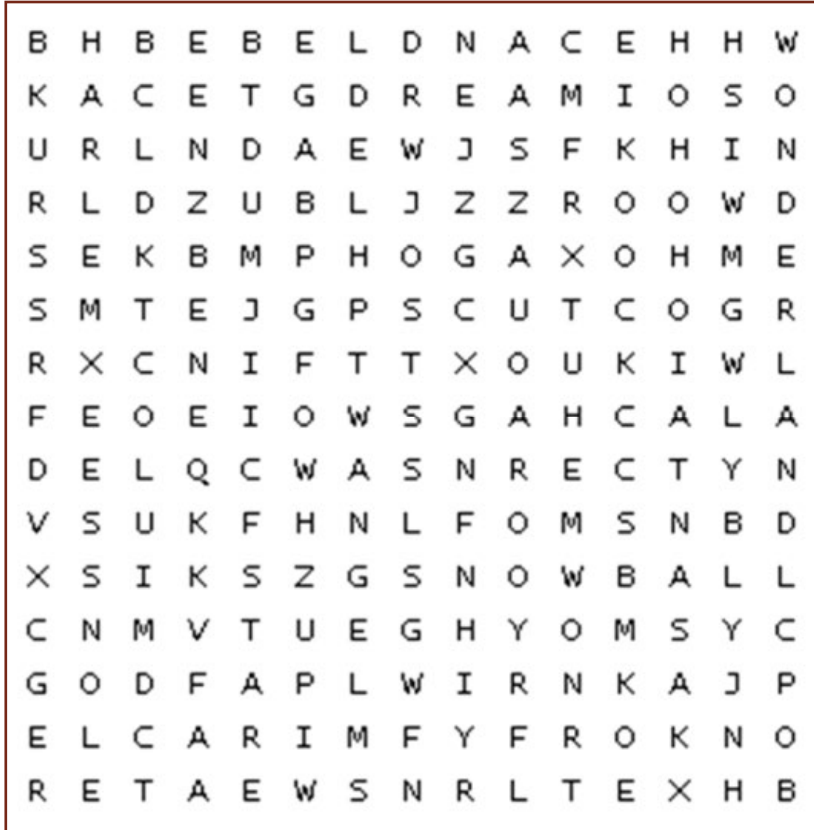 B H B E B E L D N A C E H H W
K A C E T G D R E A M I O S O
U R L N D A E W J S F K H I N
R L D Z U B L J Z Z R O O W D
S E K B M P H O G A X O H M E
S M T E J G P S C U T C O G R
R X C N I F T T X O U K I W L
F E O E I O W S G A H C A L A
D E L Q C W A S N R E C T Y N
V S U K F H N L F O M S N B D
X S I K S Z G S N O W B A L L
C N M V T U E G H Y O M S Y C
G O D F A P L W I R N K A J P
E L C A R I M F Y F R O K N O
R E T A E W S N R L T E X H B